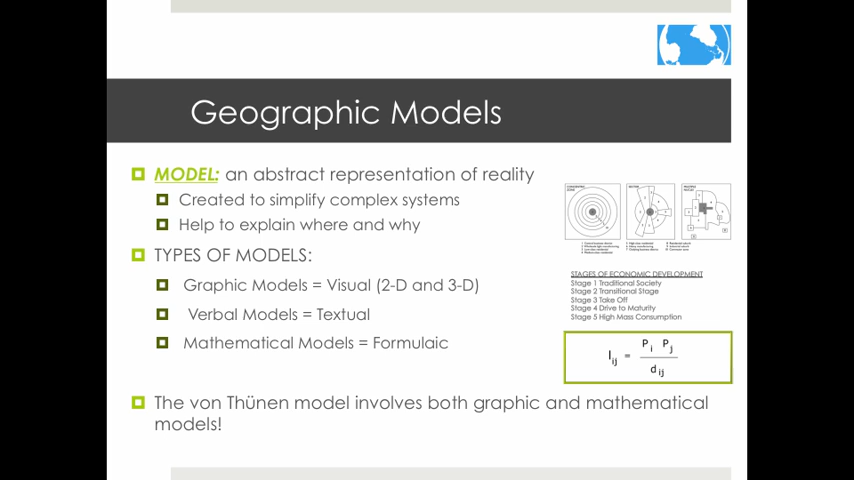 Geographic Models
MODEL: an abstract representation of reality
Created to simplify complex systems
Help to explain where and why
TYPES OF MODELS:
Graphic Models = Visual (2-D and 3-D)
Verbal Models = Textual
Mathematical Models = Formulaic
The von Thünen model involves both graphic and mathematical
models!
STAGES OF ECONOMIC DEVELOPMENT
Stage 1 Traditional Society
Stage 2 Transitional Stage
Stage 3 Take Off
Stage 4 Drive to Maturity
Stage 5 High Mass Consumption
I ij = P i P j
d ij